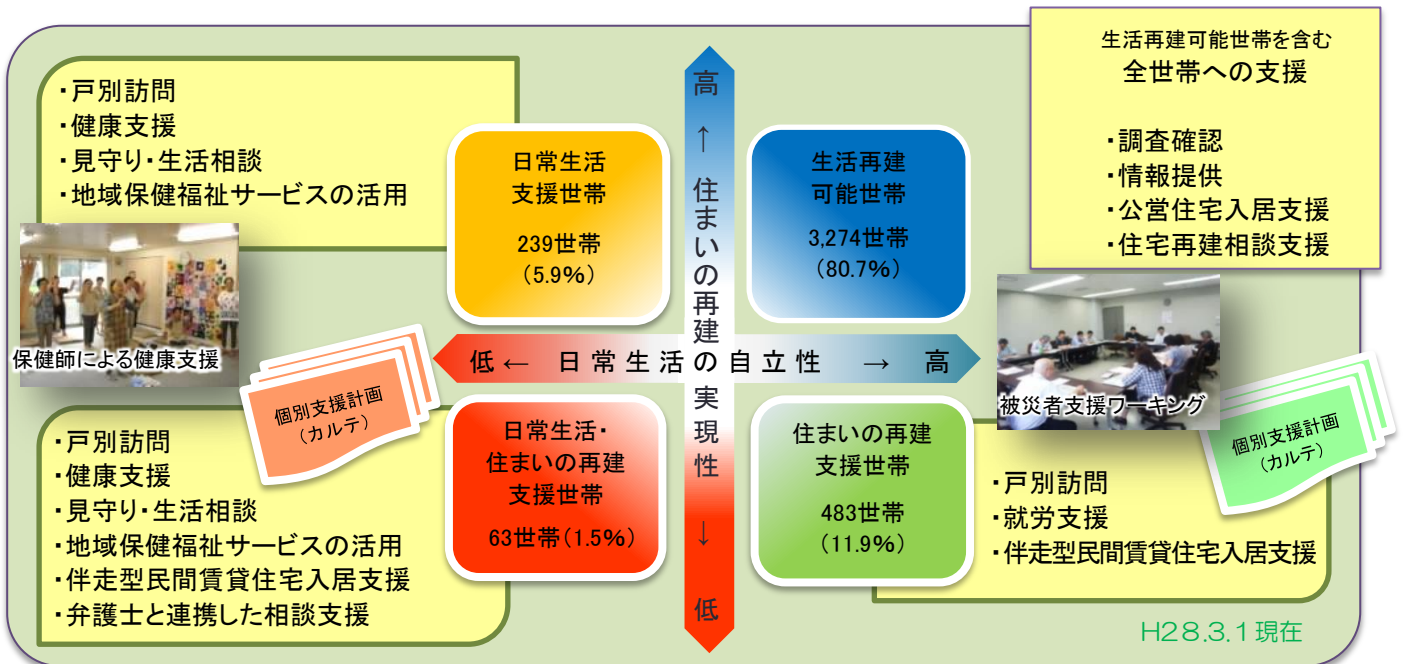 ・戸別訪問
・健康支援
・見守り・生活相談
・地域保健福祉サービスの活用
日常生活
支援世帯
239世帯
(5.9%)
高 ↑ 住まいの再建の実現性 ↓ 低
生活再建
可能世帯
3,274世帯
(80.7%)
生活再建可能世帯を含む
全世帯への支援
・調査確認
・情報提供
・公営住宅入居支援
・住宅再建相談支援
保健師による健康支援
低 ← 日常生活の自立性 → 高
被災者支援ワーキング
個別支援計画
(カルテ)
・戸別訪問
・健康支援
・見守り・生活相談
・地域保健福祉サービスの活用
・伴走型民間賃貸住宅入居支援
・弁護士と連携した相談支援
日常生活・
住まいの再建
支援世帯
63世帯(1.5%)
住まいの再建
支援世帯
483世帯
(11.9%)
個別支援計画
(カルテ)
・戸別訪問
・就労支援
・伴走型民間賃貸住宅入居支援
H28.3.1現在